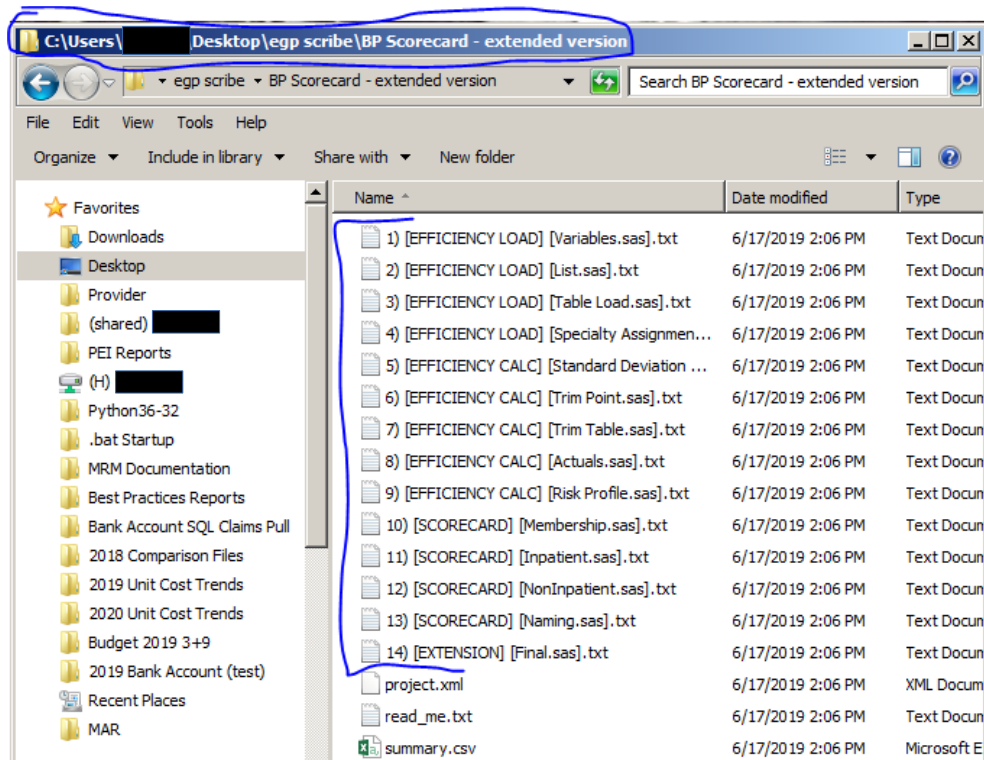 C:\Users\ Desktop\egp scribe\BP Scorecard - extended version
egp scribe BP Scorecard - extended version Search BP Scorecard - extended version
File Edit View Tools Help
Organize Include in library Share with New folder
Name Date modified Type
Favorites
Downloads
Desktop
Provider
(shared)
PEI Reports
(H)
Python36-32
.bat Startup
MRM Documentation
Best Practices Reports
Bank Account SQL Claims Pull
2018 Comparison Files
2019 Unit Cost Trends
2020 Unit Cost Trends
Budget 2019 3+9
2019 Bank Account (test)
Recent Places
MAR
1) [EFFICIENCY LOAD] [Variables.sas].txt 6/17/2019 2:06 PM Text Docum
2) [EFFICIENCY LOAD] [List.sas].txt 6/17/2019 2:06 PM Text Docum
3) [EFFICIENCY LOAD] [Table Load.sas].txt 6/17/2019 2:06 PM Text Docum
4) [EFFICIENCY LOAD] [Specialty Assignmen... 6/17/2019 2:06 PM Text Docum
5) [EFFICIENCY CALC] [Standard Deviation ... 6/17/2019 2:06 PM Text Docum
6) [EFFICIENCY CALC] [Trim Point.sas].txt 6/17/2019 2:06 PM Text Docum
7) [EFFICIENCY CALC] [Trim Table.sas].txt 6/17/2019 2:06 PM Text Docum
8) [EFFICIENCY CALC] [Actuals.sas].txt 6/17/2019 2:06 PM Text Docum
9) [EFFICIENCY CALC] [Risk Profile.sas].txt 6/17/2019 2:06 PM Text Docum
10) [SCORECARD] [Membership.sas].txt 6/17/2019 2:06 PM Text Docum
11) [SCORECARD] [Inpatient.sas].txt 6/17/2019 2:06 PM Text Docum
12) [SCORECARD] [NonInpatient.sas].txt 6/17/2019 2:06 PM Text Docum
13) [SCORECARD] [Naming.sas].txt 6/17/2019 2:06 PM Text Docum
14) [EXTENSION] [Final.sas].txt 6/17/2019 2:06 PM Text Docum
project.xml 6/17/2019 2:06 PM XML Docum
read_me.txt 6/17/2019 2:06 PM Text Docum
summary.csv 6/17/2019 2:06 PM Microsoft E